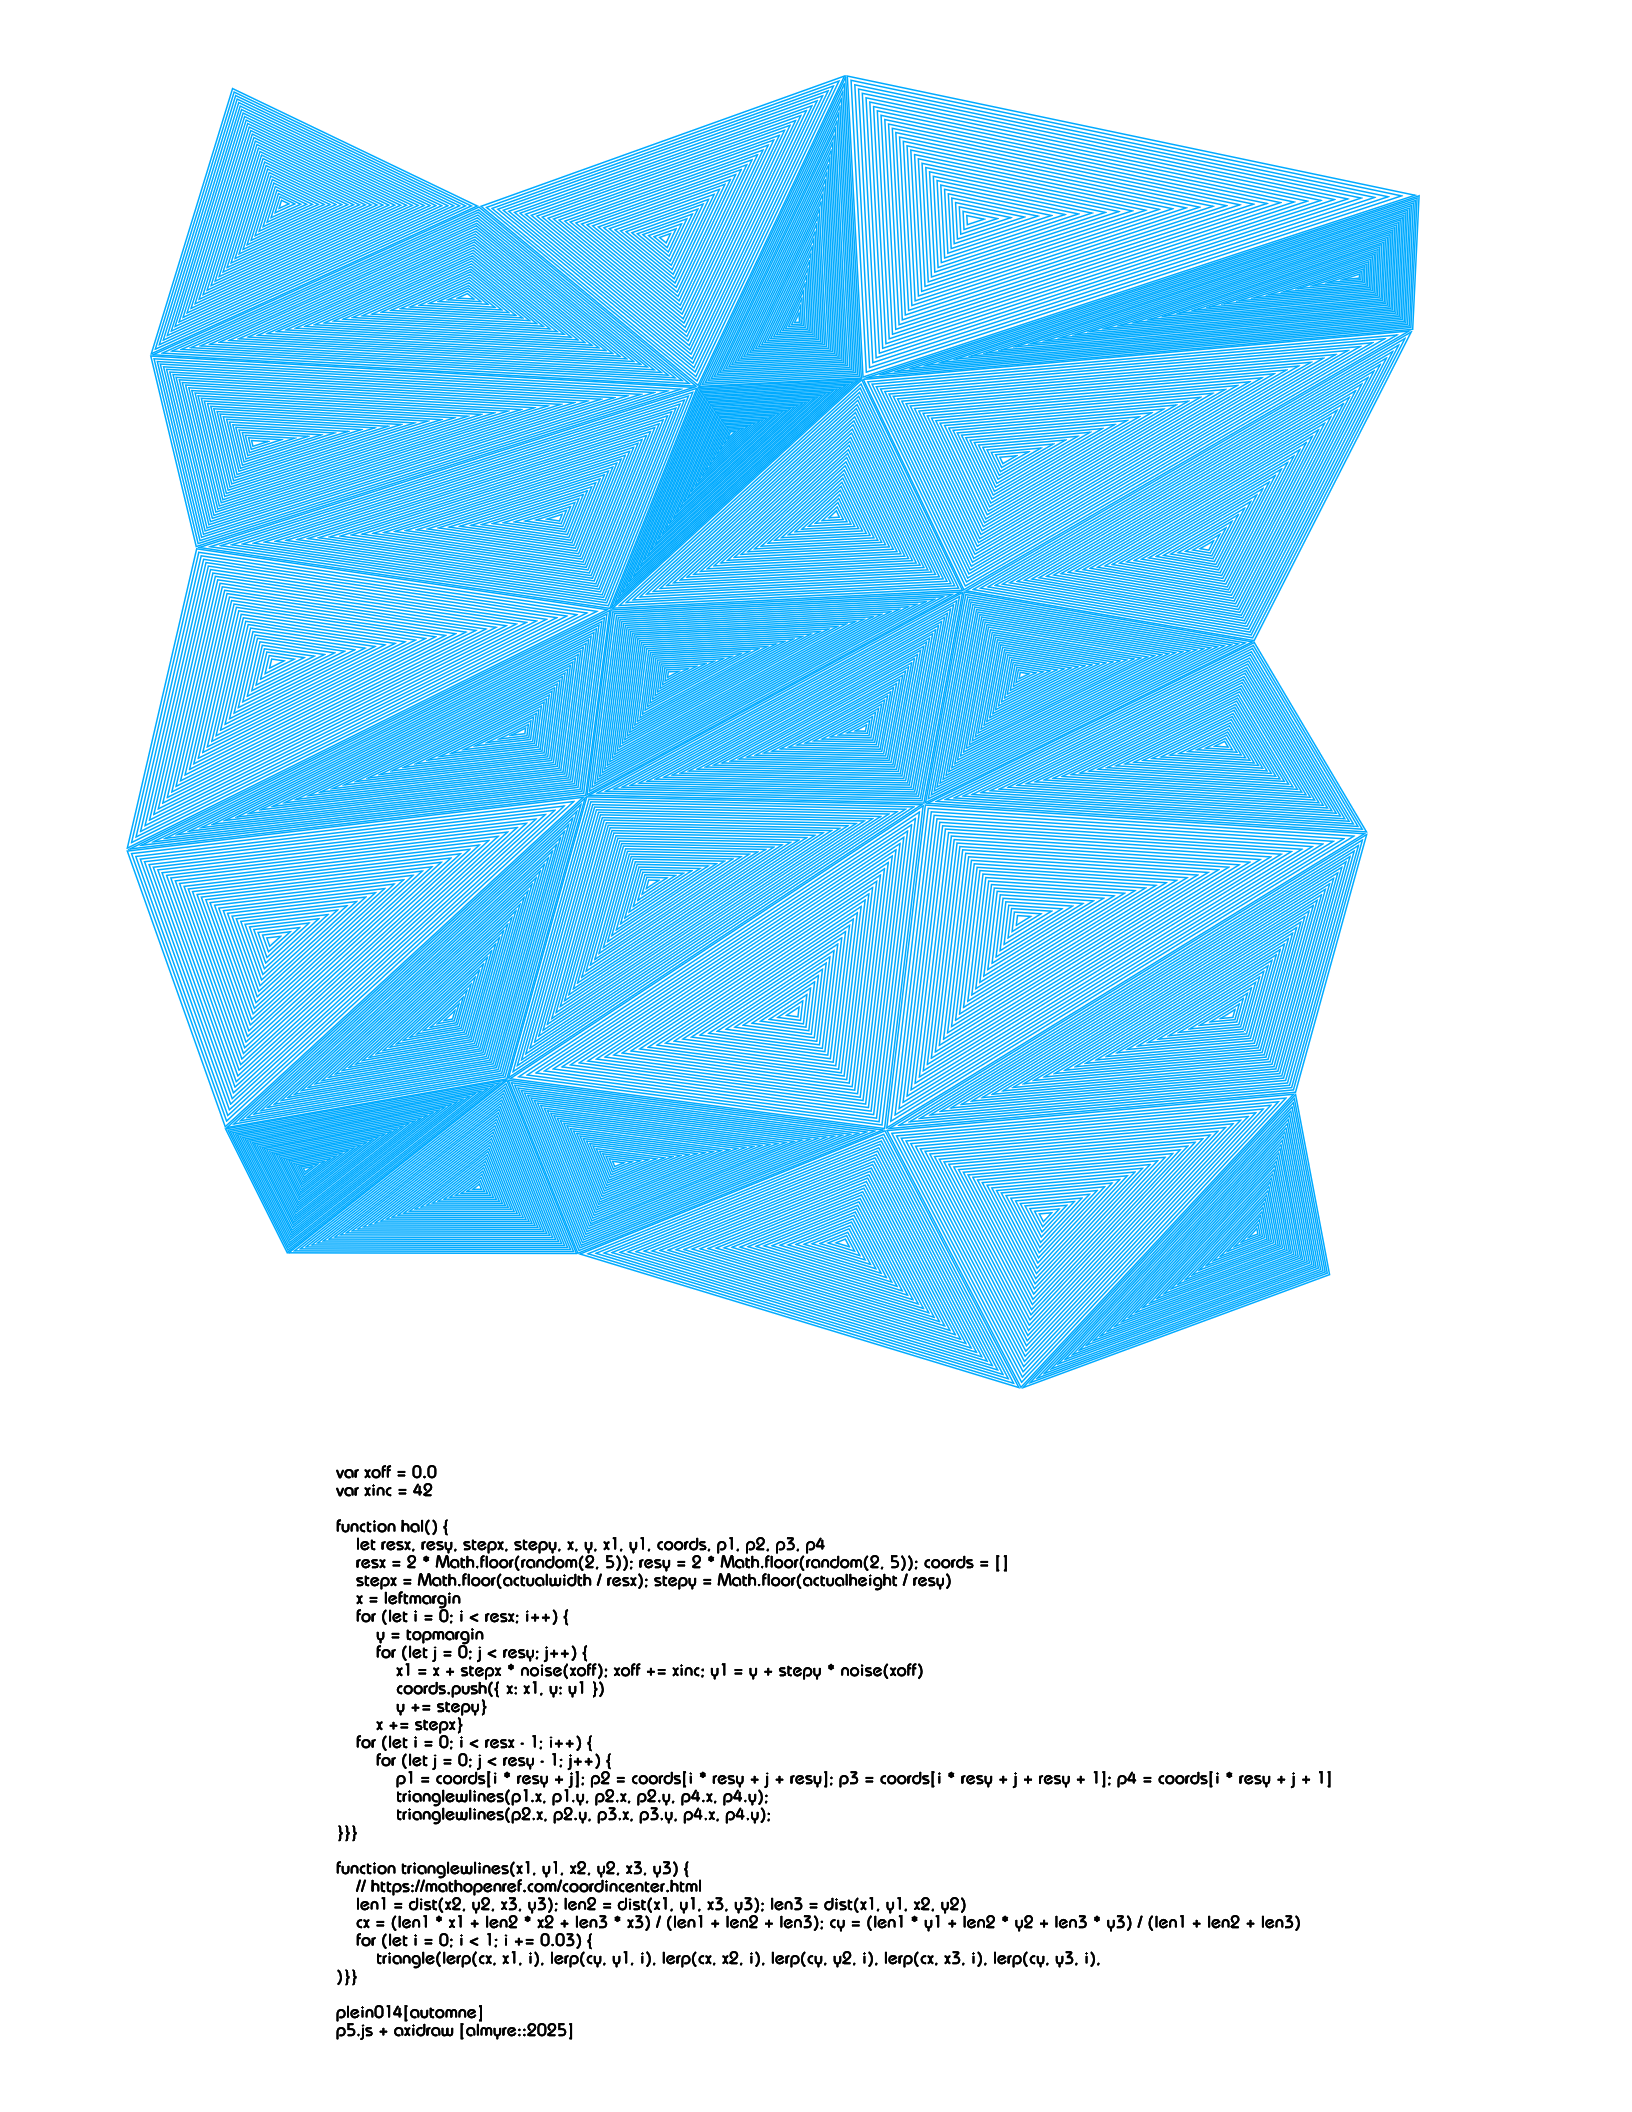 var xoff = 0.0
var xinc = 42
function hal() {
let resx, resy, stepx, stepy, x, y, x1, y1, coords, p1, p2, p3, p4
resx = 2 * Math.floor(random(2, 5)); resy = 2 * Math.floor(random(2, 5)); coords = []
stepx = Math.floor(actualwidth / resx); stepy = Math.floor(actualheight / resy)
x = leftmargin
for (let i = 0; i < resx; i++) {
y = topmargin
for (let j = 0; j < resy; j++) {
x1 = x + stepx * noise(xoff); xoff += xinc; y1 = y + stepy * noise(xoff)
coords.push({ x: x1, y: y1 })
y += stepy}
x += stepx}
for (let i = 0; i < resx - 1; i++) {
for (let j = 0; j < resy - 1; j++) {
p1 = coords[i * resy + j]; p2 = coords[i * resy + j + resy]; p3 = coords[i * resy + j + resy + 1]; p4 = coords[i * resy + j + 1]
trianglewlines(p1.x, p1.y, p2.x, p2.y, p4.x, p4.y);
trianglewlines(p2.x, p2.y, p3.x, p3.y, p4.x, p4.y);
}}}
function trianglewlines(x1, y1, x2, y2, x3, y3) {
// https://mathopenref.com/coordincenter.html
len1 = dist(x2, y2, x3, y3); len2 = dist(x1, y1, x3, y3); len3 = dist(x1, y1, x2, y2)
cx = (len1 * x1 + len2 * x2 + len3 * x3) / (len1 + len2 + len3); cy = (len1 * y1 + len2 * y2 + len3 * y3) / (len1 + len2 + len3)
for (let i = 0; i < 1; i += 0.03) {
triangle(lerp(cx, x1, i), lerp(cy, y1, i), lerp(cx, x2, i), lerp(cy, y2, i), lerp(cx, x3, i), lerp(cy, y3, i),
)}}
plein014[automne]
p5.js + axidraw [almyre::2025]